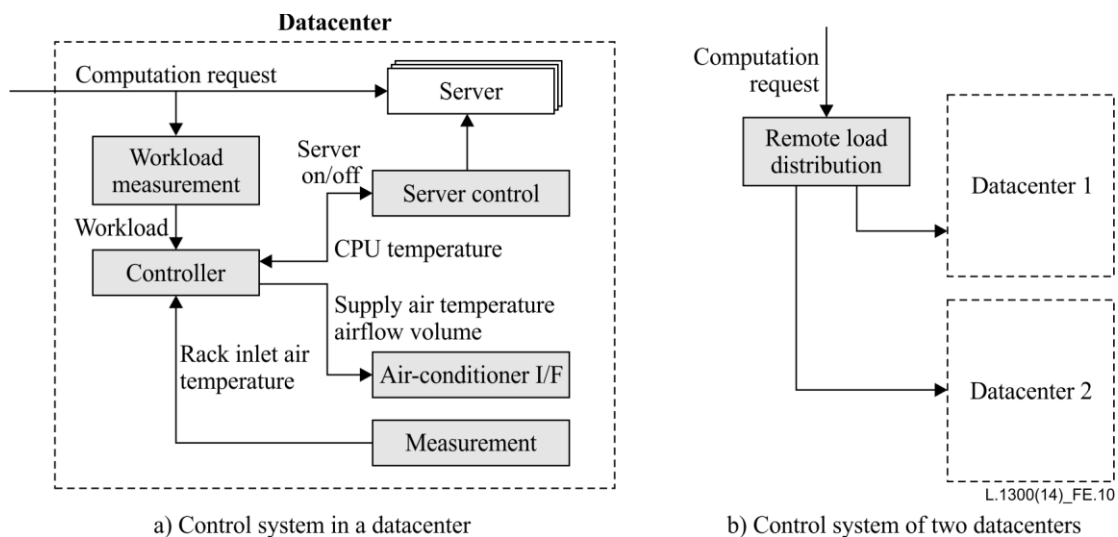 Datacenter
Computation request
Server
Workload
measurement
Server
on/off
Server control
Workload
CPU temperature
Controller
Supply air temperature
airflow volume
Rack inlet air
temperature
Air-conditioner I/F
Measurement
a) Control system in a datacenter
Computation
request
Remote load
distribution
Datacenter 1
Datacenter 2
L.1300(14)_FE.10
b) Control system of two datacenters